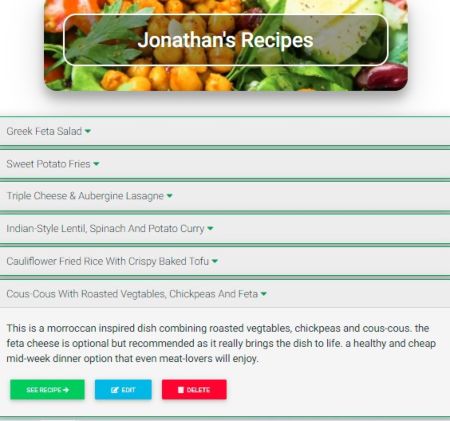 Jonathan's Recipes
Greek Feta Salad
Sweet Potato Fries
Triple Cheese & Aubergine Lasagne
Indian-Style Lentil, Spinach And Potato Curry
Cauliflower Fried Rice With Crispy Baked Tofu
Cous-Cous With Roasted Vegtables, Chickpeas And Feta
This is a morroccan inspired dish combining roasted vegtables, chickpeas and cous-cous. the
feta cheese is optional but recommended as it really brings the dish to life. a healthy and cheap
mid-week dinner option that even meat-lovers will enjoy.
SEE RECIPE EDIT DELETE